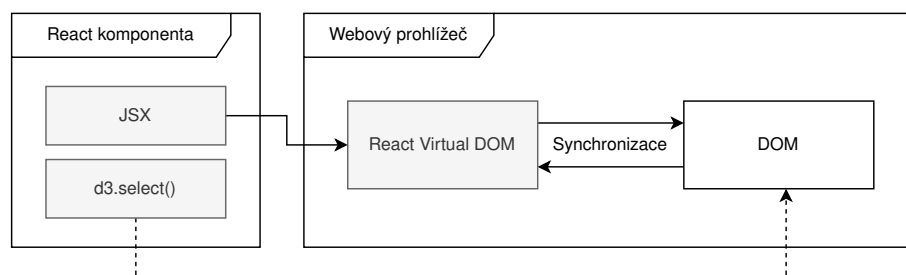 React komponenta
Webový prohlížeč
JSX
d3.select()
React Virtual DOM
Synchronizace
DOM